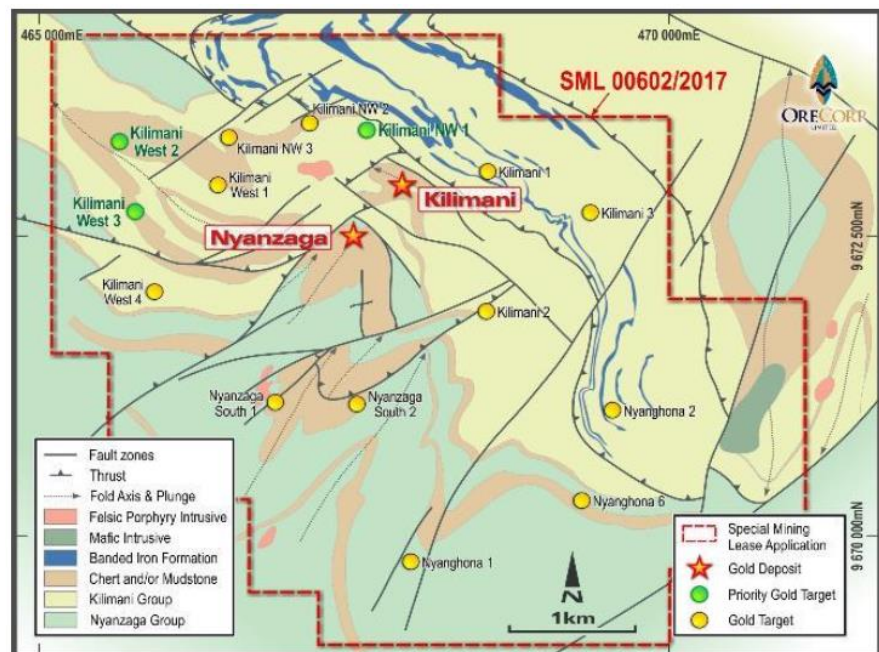 465 000mE
470 000mE
SML 00602/2017
ORECORP
LIMITED
Kilimani NW 2
Kilimani
West 2
Kilimani NW 1
Kilimani NW 3
Kilimani 1
Kilimani
West 1
Kilimani
Kilimani
West 3
Kilimani 3
Nyanzaga
9 672 500mN
Kilimani
West 4
Kilimani 2
Nyanzaga
South 1
Nyanzaga
South 2
Nyanghona 2
Nyanghona 6
Nyanghona 1
9 670 000mN
Fault zones
Thrust
Fold Axis & Plunge
Felsic Porphyry Intrusive
Mafic Intrusive
Banded Iron Formation
Chert and/or Mudstone
Kilimani Group
Nyanzaga Group
N
1km
Special Mining
Lease Application
Gold Deposit
Priority Gold Target
Gold Target